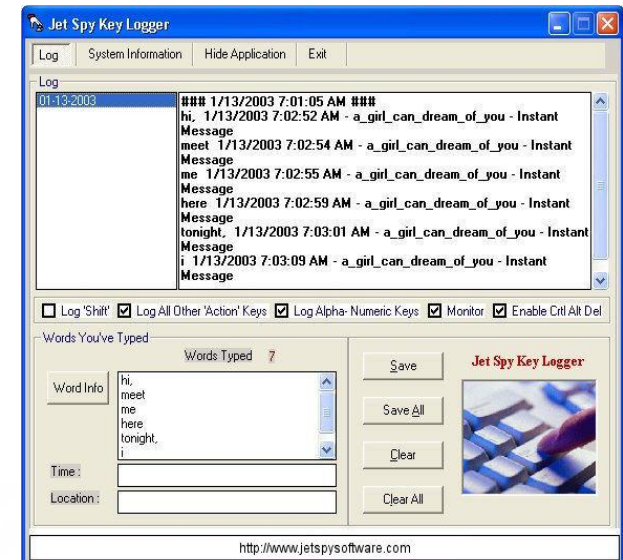 Jet Spy Key Logger
Log System Information Hide Application Exit
Log
01-13-2003
### 1/13/2003 7:01:05 AM ###
hi, 1/13/2003 7:02:52 AM - a_girl_can_dream_of_you - Instant
Message
meet 1/13/2003 7:02:54 AM - a_girl_can_dream_of_you - Instant
Message
me 1/13/2003 7:02:55 AM - a_girl_can_dream_of_you - Instant
Message
here 1/13/2003 7:02:59 AM - a_girl_can_dream_of_you - Instant
Message
tonight, 1/13/2003 7:03:01 AM - a_girl_can_dream_of_you - Instant
Message
i 1/13/2003 7:03:09 AM - a_girl_can_dream_of_you - Instant
Message
Log 'Shift' Log All Other 'Action' Keys Log Alpha- Numeric Keys Monitor Enable Crtl Alt Del
Words You've Typed
Words Typed 7
Word Info
hi,
meet
me
here
tonight,
i
Time :
Location :
Save
Save All
Clear
Clear All
Jet Spy Key Logger
http://www.jetspysoftware.com